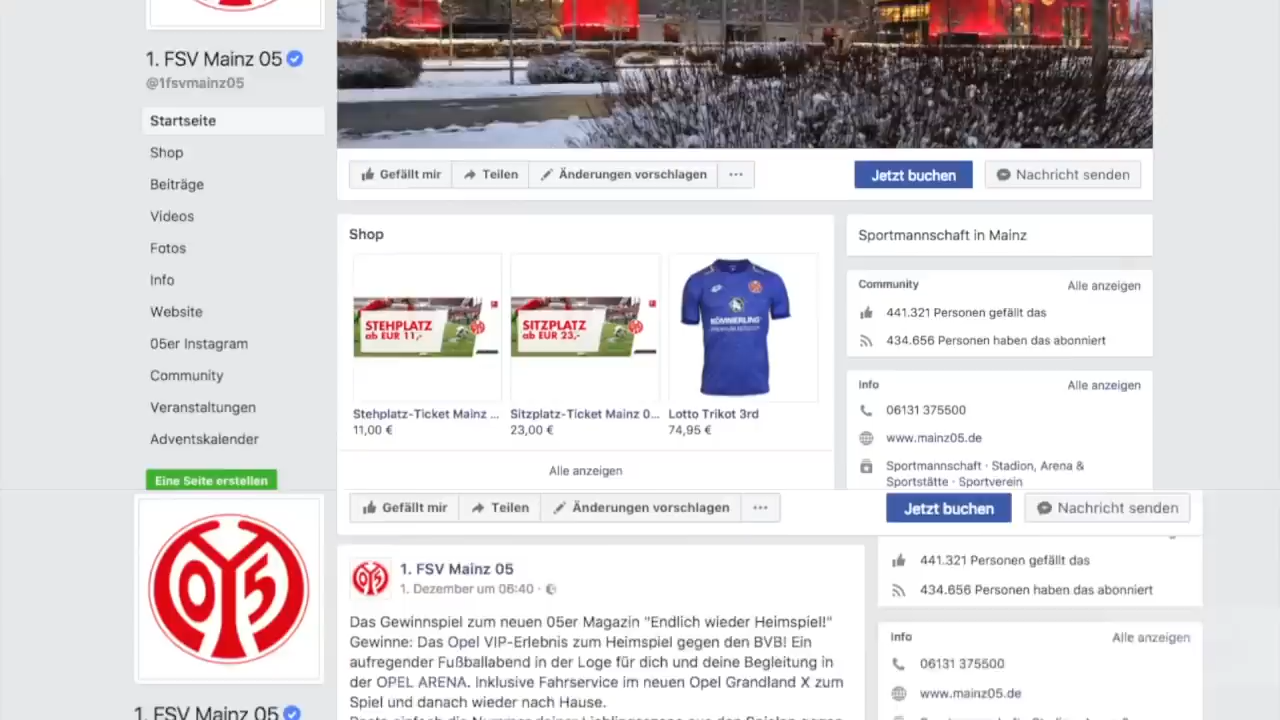 1. FSV Mainz 05
@1fsvmainz05
Startseite
Shop
Beiträge
Videos
Fotos
Info
Website
05er Instagram
Community
Veranstaltungen
Adventskalender
Eine Seite erstellen
Gefällt mir
Teilen
Änderungen vorschlagen
Jetzt buchen
Nachricht senden
Shop
STEHPLATZ
ab EUR 11,-
SITZPLATZ
ab EUR 23,-
KÖMMERLING
Stehplatz-Ticket Mainz ...
11,00 €
Sitzplatz-Ticket Mainz 0...
23,00 €
Lotto Trikot 3rd
74,95 €
Alle anzeigen
Sportmannschaft in Mainz
Community
Alle anzeigen
441.321 Personen gefällt das
434.656 Personen haben das abonniert
Info
Alle anzeigen
06131 375500
www.mainz05.de
Sportmannschaft · Stadion, Arena &
Sportstätte · Sportverein
05
1. FSV Mainz 05
Gefällt mir
Teilen
Änderungen vorschlagen
Jetzt buchen
Nachricht senden
1. FSV Mainz 05
1. Dezember um 06:40 ·
Das Gewinnspiel zum neuen 05er Magazin "Endlich wieder Heimspiel!"
Gewinne: Das Opel VIP-Erlebnis zum Heimspiel gegen den BVB! Ein
aufregender Fußballabend in der Loge für dich und deine Begleitung in
der OPEL ARENA. Inklusive Fahrservice im neuen Opel Grandland X zum
Spiel und danach wieder nach Hause.
441.321 Personen gefällt das
434.656 Personen haben das abonniert
Info
Alle anzeigen
06131 375500
www.mainz05.de